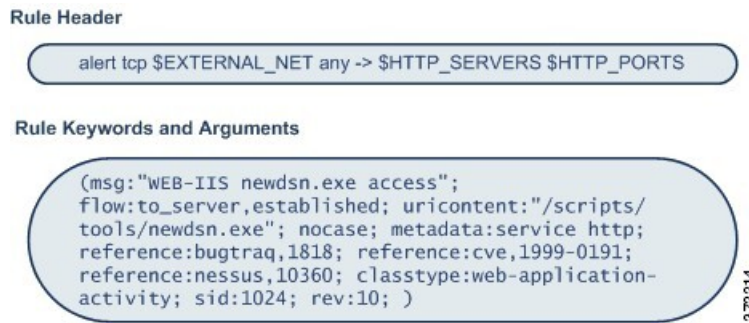 Rule Header
alert tcp $EXTERNAL_NET any -> $HTTP_SERVERS $HTTP_PORTS
Rule Keywords and Arguments
(msg:"WEB-IIS newdsn.exe access";
flow:to_server,established; uricontent:"/scripts/
tools/newdsn.exe"; nocase; metadata:service http;
reference:bugtraq,1818; reference:cve,1999-0191;
reference:nessus,10360; classtype:web-application-
activity; sid:1024; rev:10; )